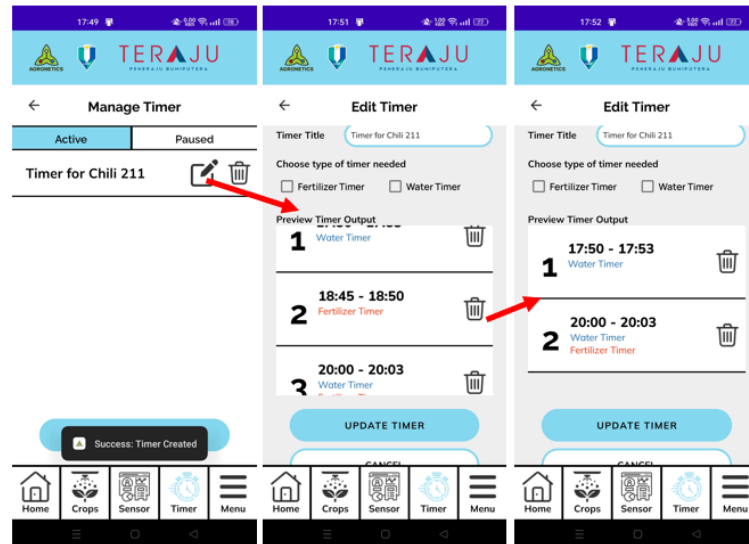 17:49
AGRONETICS
TERAJU
PENERAJU BUMIPUTERA
Manage Timer
Active Paused
Timer for Chili 211
Success: Timer Created
Home Crops Sensor Timer Menu
17:51
AGRONETICS
TERAJU
PENERAJU BUMIPUTERA
Edit Timer
Timer Title Timer for Chili 211
Choose type of timer needed
Fertilizer Timer Water Timer
Preview Timer Output
1 Water Timer
18:45 - 18:50
2 Fertilizer Timer
20:00 - 20:03
3 Water Timer
UPDATE TIMER
CANCEL
Home Crops Sensor Timer Menu
17:52
AGRONETICS
TERAJU
PENERAJU BUMIPUTERA
Edit Timer
Timer Title Timer for Chili 211
Choose type of timer needed
Fertilizer Timer Water Timer
Preview Timer Output
17:50 - 17:53
1 Water Timer
20:00 - 20:03
2 Water Timer
Fertilizer Timer
UPDATE TIMER
CANCEL
Home Crops Sensor Timer Menu